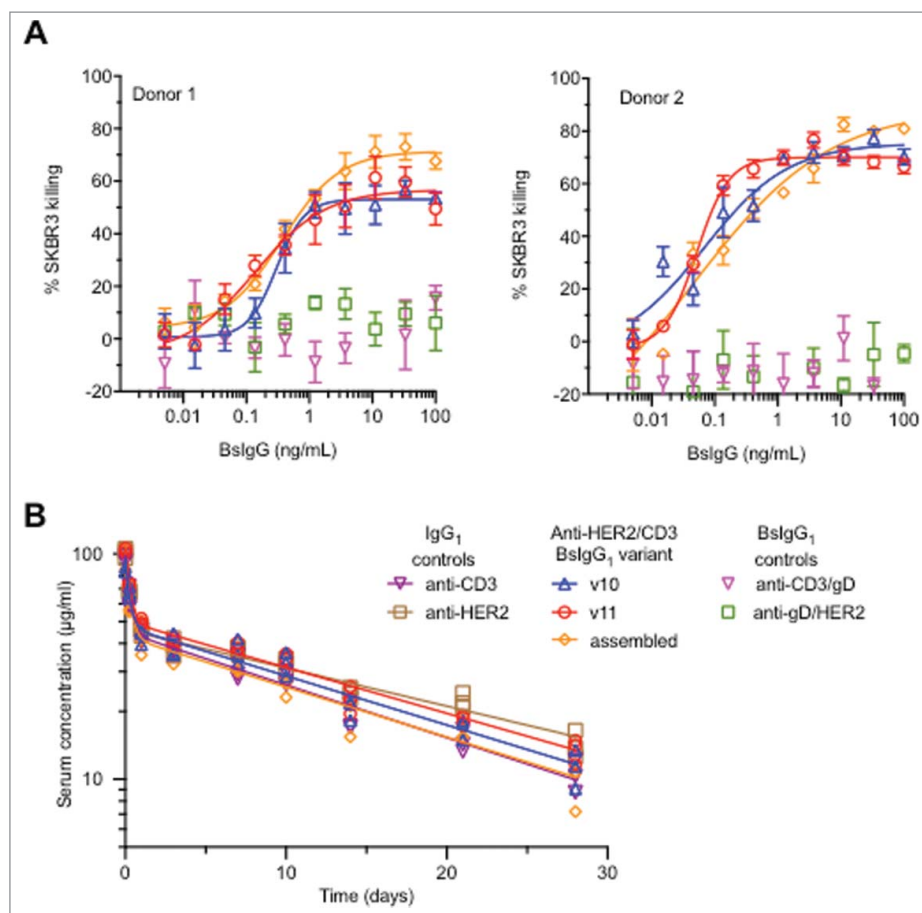 A
Donor 1
100
80
60
40
20
0
-20
% SKBR3 killing
0.01 0.1 1 10 100
BsIgG (ng/mL)
Donor 2
100
80
60
40
20
0
-20
% SKBR3 killing
0.01 0.1 1 10 100
BsIgG (ng/mL)
B
100
10
Serum concentration (µg/ml)
0 10 20 30
Time (days)
IgG1 controls
anti-CD3
anti-HER2
Anti-HER2/CD3
BsIgG1 variant
v10
v11
assembled
BsIgG1
controls
anti-CD3/gD
anti-gD/HER2